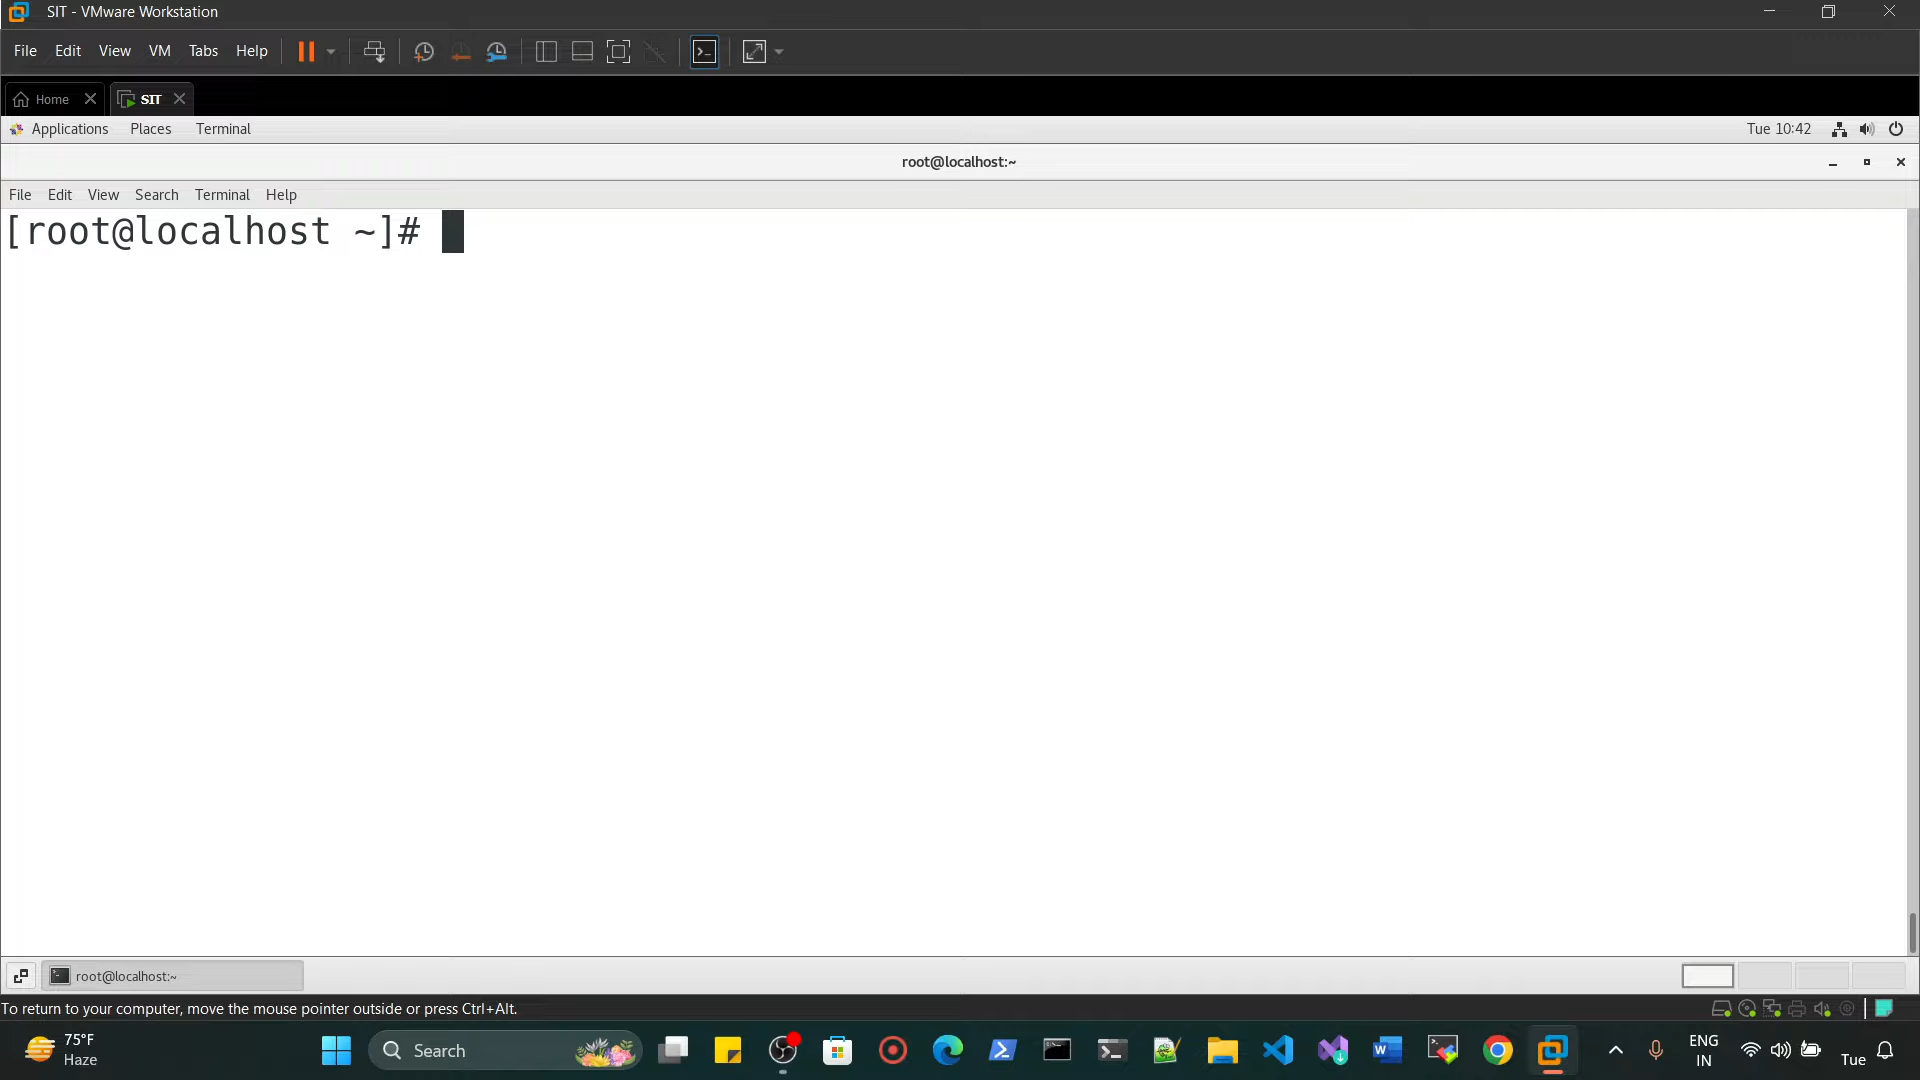 SIT - VMware Workstation
File Edit View VM Tabs Help
Home SIT
Applications Places Terminal Tue 10:42
root@localhost:~
File Edit View Search Terminal Help
[root@localhost ~]#
root@localhost:~
To return to your computer, move the mouse pointer outside or press Ctrl+Alt.
75°F
Haze
Search
ENG
IN
Tue